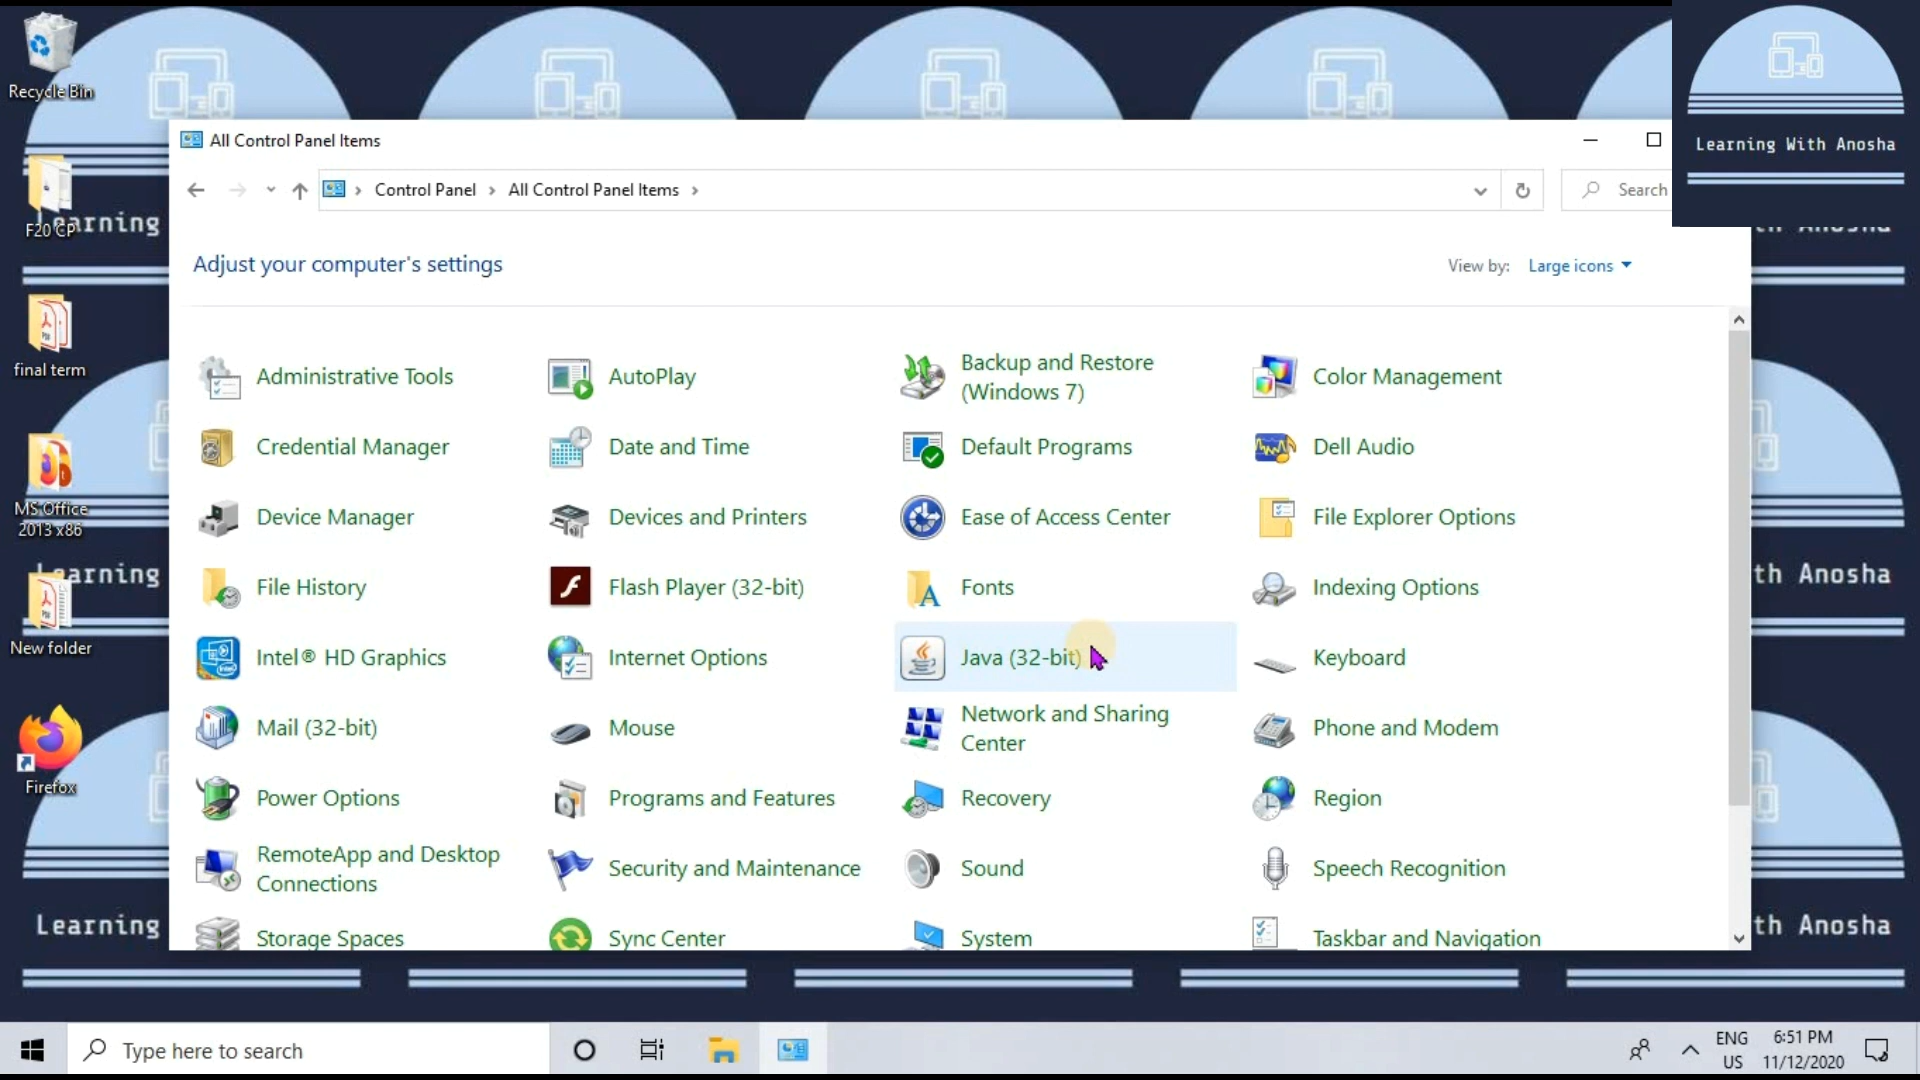 Recycle Bin
F20 CP
final term
MS Office
2013 x86
New folder
Firefox
Learning With Anosha
All Control Panel Items
Control Panel
All Control Panel Items
Search
Adjust your computer's settings
View by:
Large icons
Administrative Tools
AutoPlay
Backup and Restore
(Windows 7)
Color Management
Credential Manager
Date and Time
Default Programs
Dell Audio
Device Manager
Devices and Printers
Ease of Access Center
File Explorer Options
File History
Flash Player (32-bit)
Fonts
Indexing Options
Intel® HD Graphics
Internet Options
Java (32-bit)
Keyboard
Mail (32-bit)
Mouse
Network and Sharing
Center
Phone and Modem
Power Options
Programs and Features
Recovery
Region
RemoteApp and Desktop
Connections
Security and Maintenance
Sound
Speech Recognition
Storage Spaces
Sync Center
System
Taskbar and Navigation
arning
th Anosha
arning
th Anosha
Learning
Type here to search
ENG
US
6:51 PM
11/12/2020